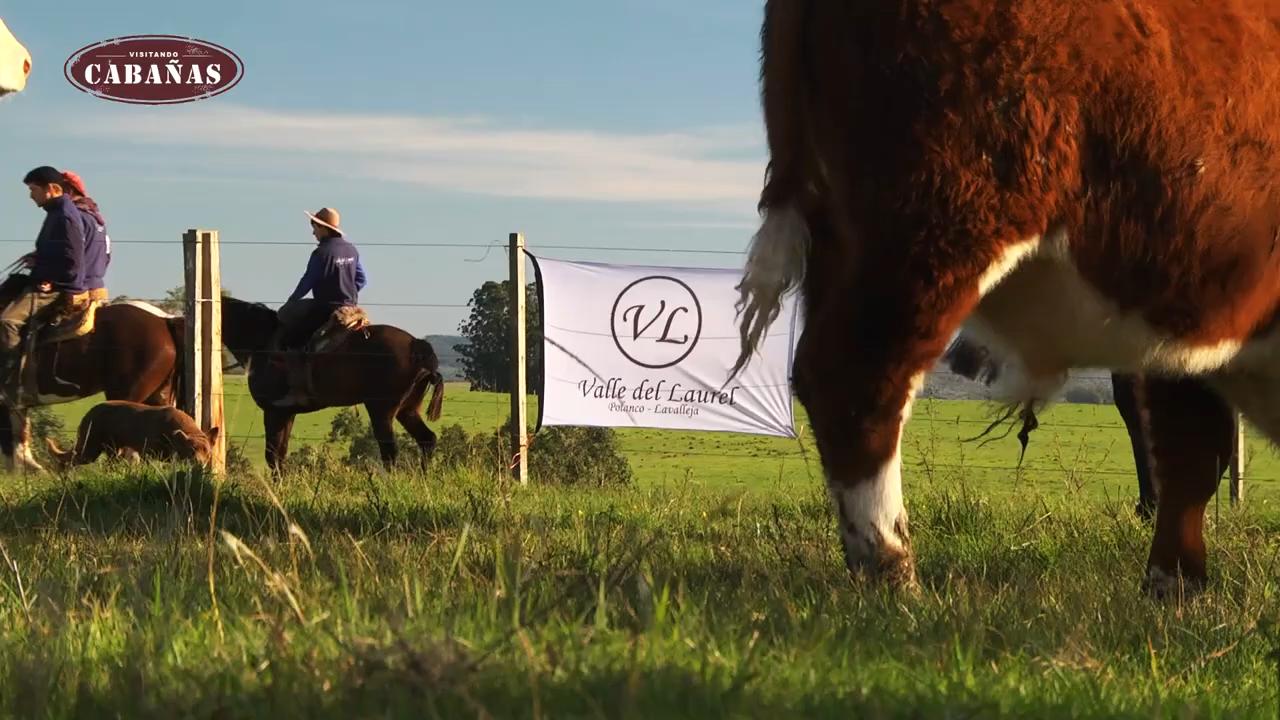 VISITANDO
CABAÑAS
VL
Valle del Laurel
Polanco - Lavalleja